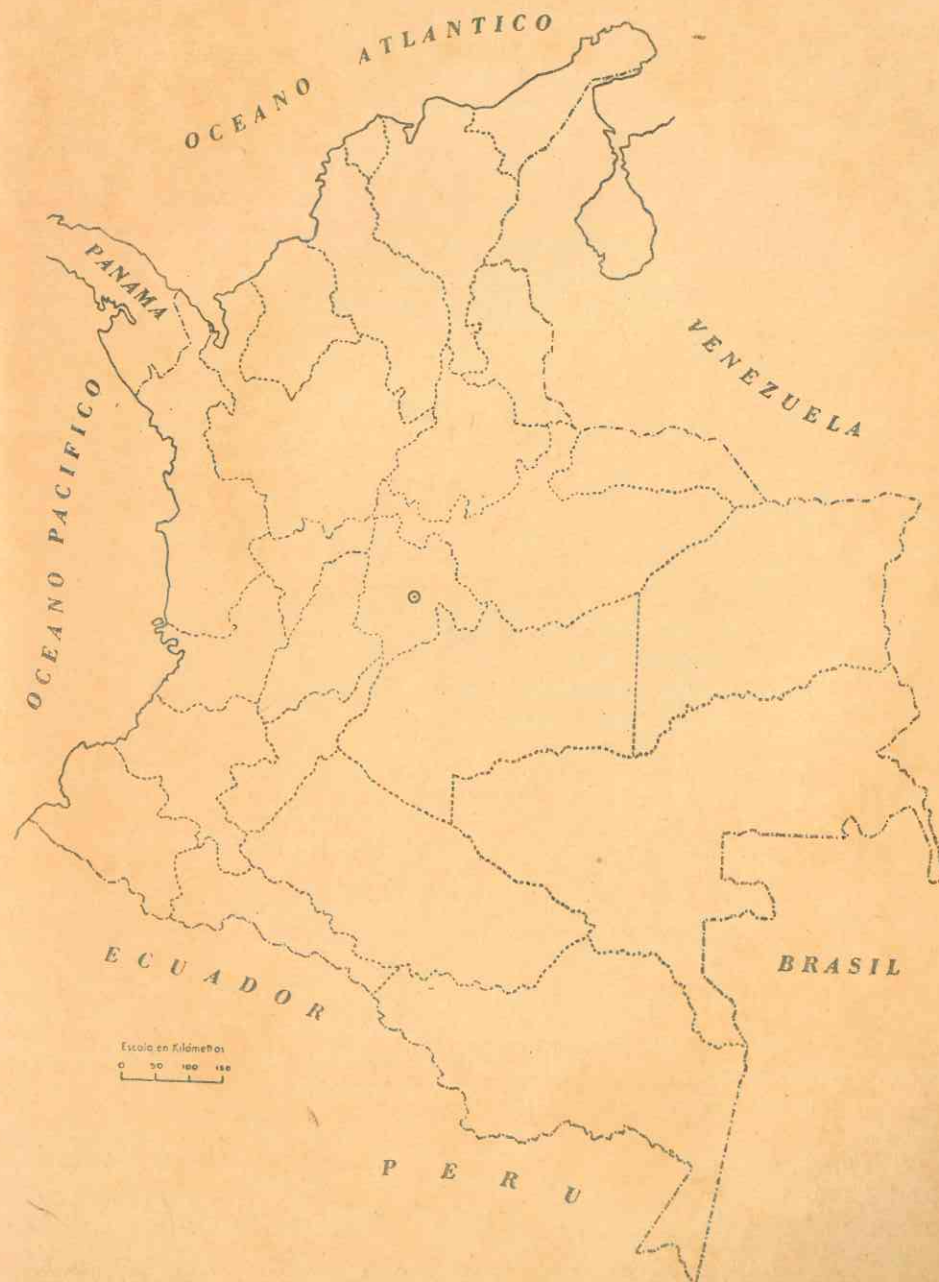 OCEANO ATLANTICO
PANAMA
OCEANO PACIFICO
VENEZUELA
ECUADOR
BRASIL
Escala en Kilómetros
0 50 100 150
PERU